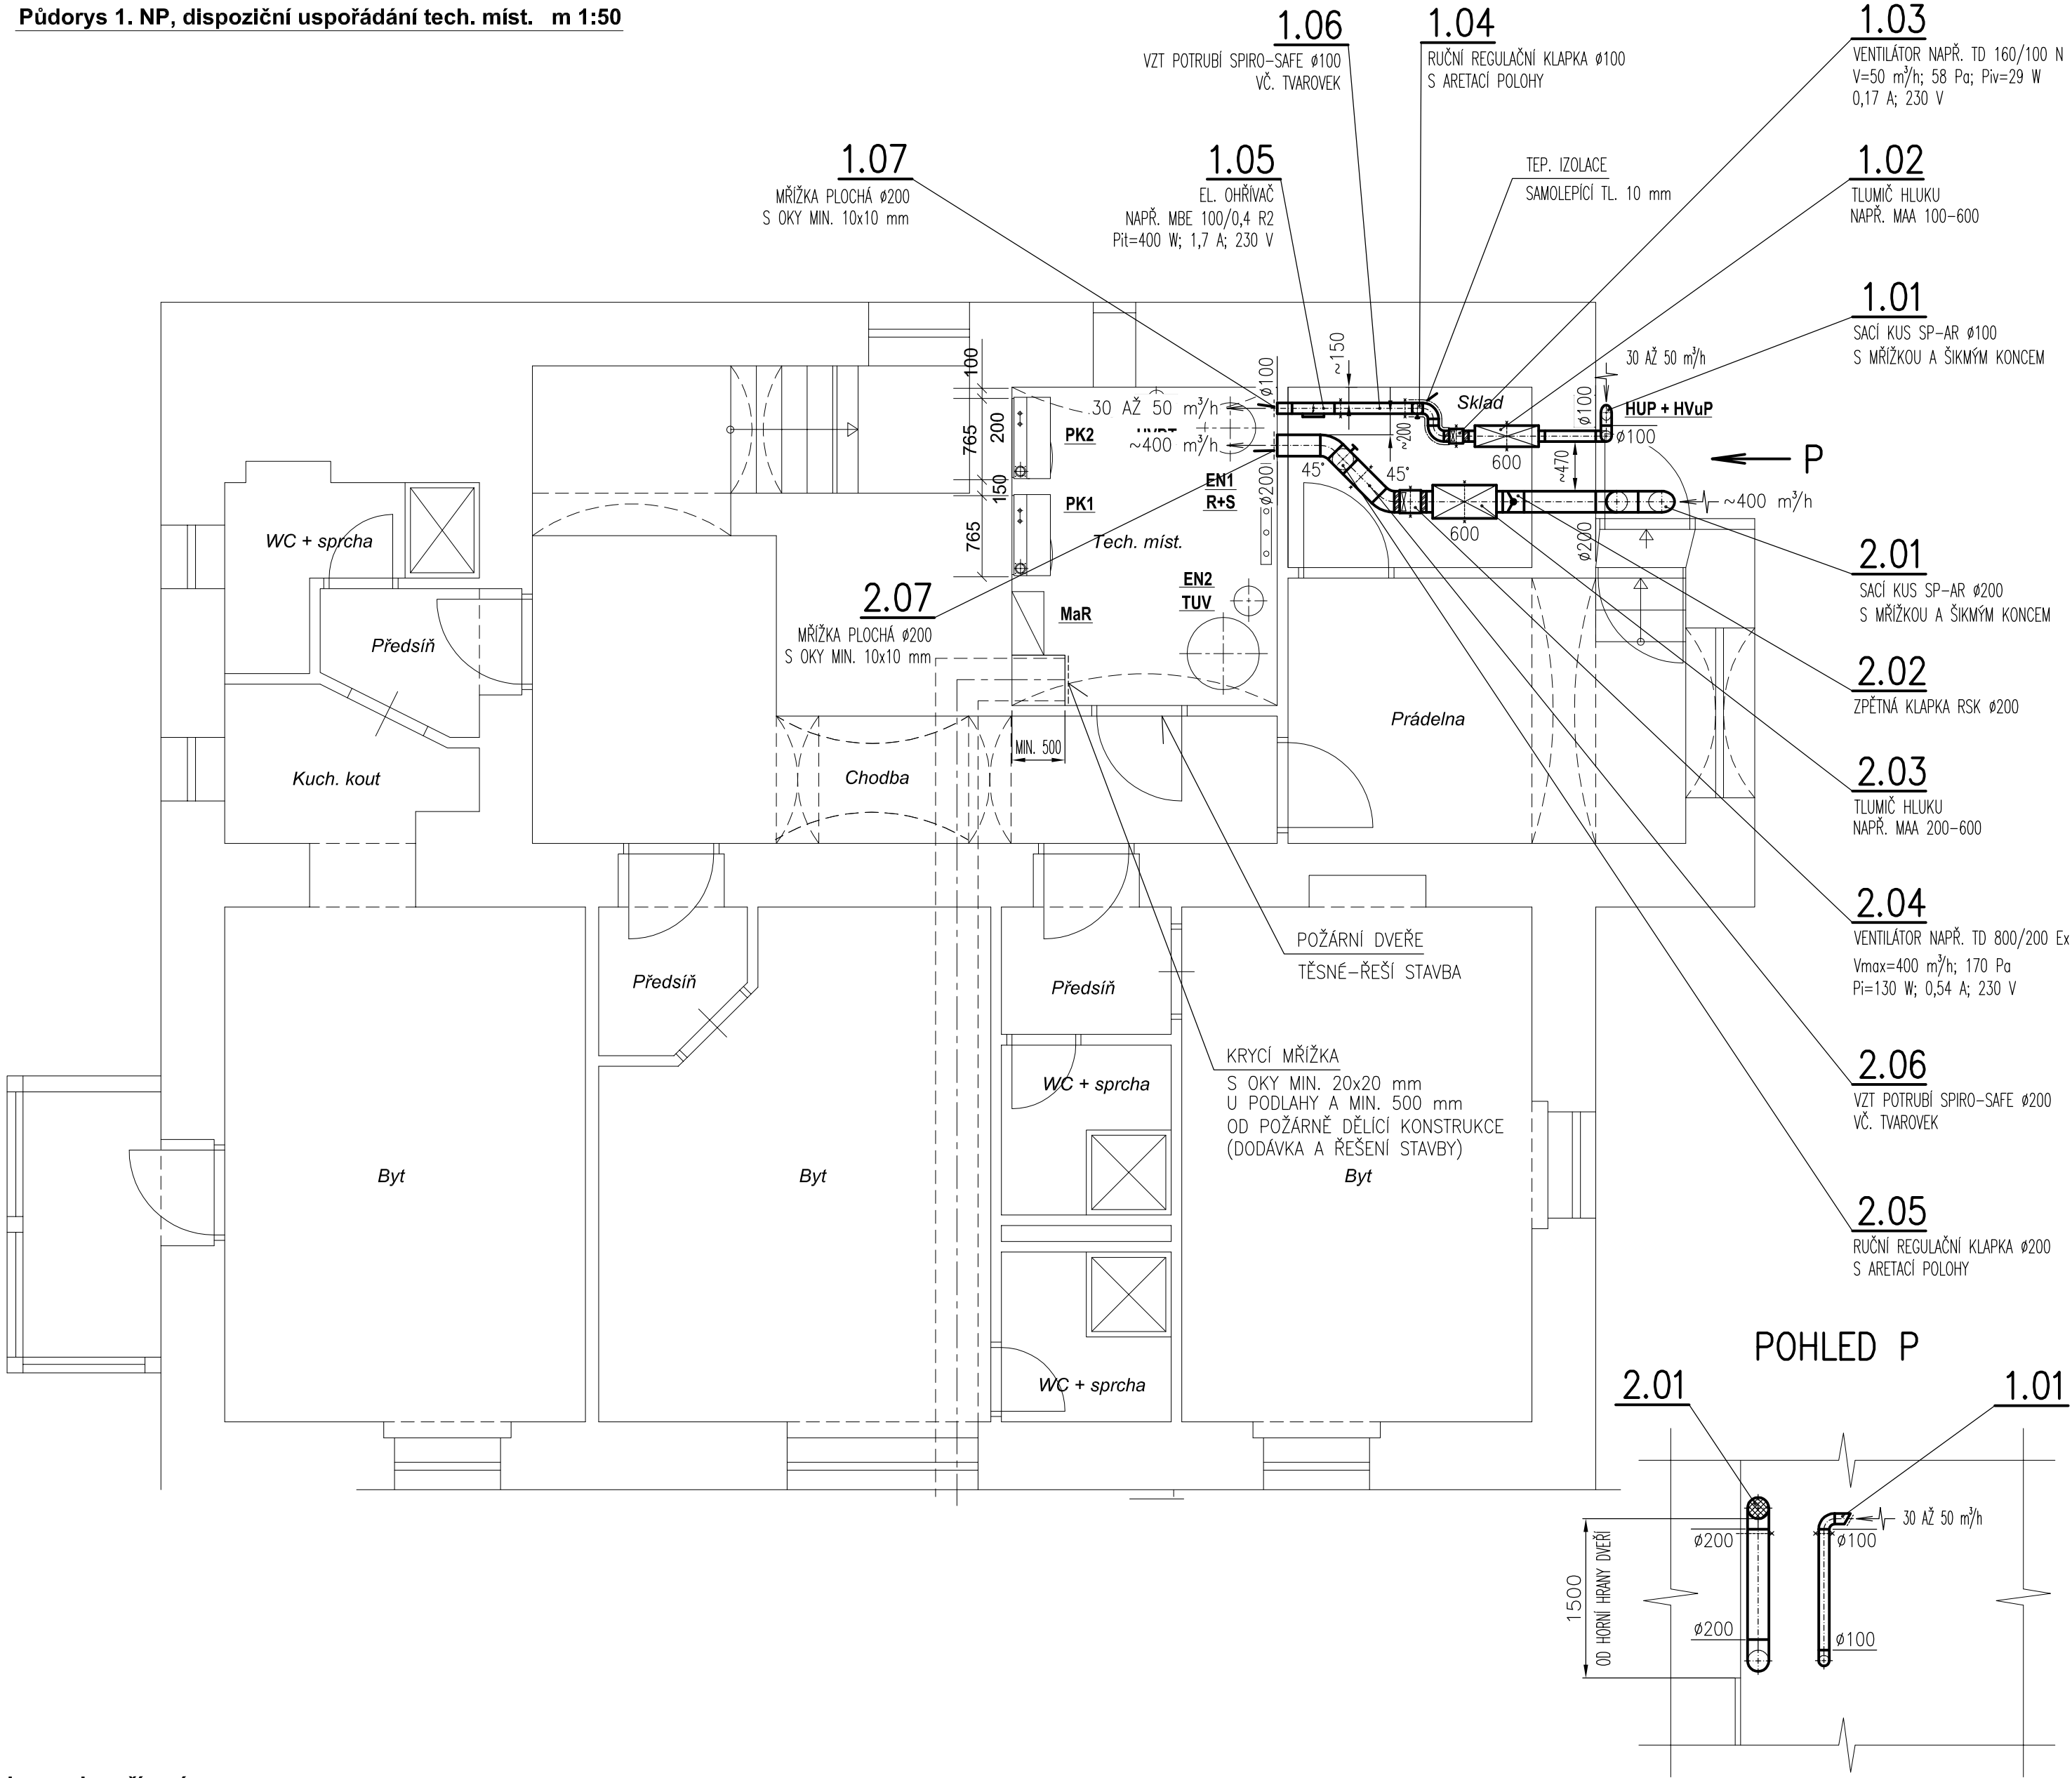 Půdorys 1. NP, dispoziční uspořádání tech. míst.   m 1:50
1.06
VZT POTRUBÍ SPIRO-SAFE ø100
VČ. TVAROVEK
1.04
RUČNÍ REGULAČNÍ KLAPKA ø100
S ARETACÍ POLOHY
1.03
VENTILÁTOR NAPŘ. TD 160/100 N
V=50 m³/h; 58 Pa; Piv=29 W
0,17 A; 230 V
1.07
MŘÍŽKA PLOCHÁ ø200
S OKY MIN. 10x10 mm
1.05
EL. OHŘÍVAČ
NAPŘ. MBE 100/0,4 R2
Pit=400 W; 1,7 A; 230 V
TEP. IZOLACE
SAMOLEPÍCÍ TL. 10 mm
1.02
TLUMIČ HLUKU
NAPŘ. MAA 100-600
1.01
SACÍ KUS SP-AR ø100
S MŘÍŽKOU A ŠIKMÝM KONCEM
30 AŽ 50 m³/h
100
765
200
150
765
ø100
~150
30 AŽ 50 m³/h
~400 m³/h
PK2
PK1
EN1
R+S
ø200
45°
45°
~200
Sklad
600
600
~470
ø100
ø100
HUP + HVuP
P
~400 m³/h
ø200
Tech. míst.
EN2
TUV
MaR
WC + sprcha
Předsíň
Kuch. kout
2.07
MŘÍŽKA PLOCHÁ ø200
S OKY MIN. 10x10 mm
MIN. 500
Chodba
Prádelna
2.01
SACÍ KUS SP-AR ø200
S MŘÍŽKOU A ŠIKMÝM KONCEM
2.02
ZPĚTNÁ KLAPKA RSK ø200
2.03
TLUMIČ HLUKU
NAPŘ. MAA 200-600
2.04
VENTILÁTOR NAPŘ. TD 800/200 Ex
Vmax=400 m³/h; 170 Pa
Pi=130 W; 0,54 A; 230 V
2.06
VZT POTRUBÍ SPIRO-SAFE ø200
VČ. TVAROVEK
2.05
RUČNÍ REGULAČNÍ KLAPKA ø200
S ARETACÍ POLOHY
POŽÁRNÍ DVEŘE
TĚSNÉ-ŘEŠÍ STAVBA
Předsíň
Předsíň
KRYCÍ MŘÍŽKA
S OKY MIN. 20x20 mm
U PODLAHY A MIN. 500 mm
OD POŽÁRNĚ DĚLÍCÍ KONSTRUKCE
(DODÁVKA A ŘEŠENÍ STAVBY)
WC + sprcha
Byt
Byt
Byt
WC + sprcha
POHLED P
2.01
1.01
30 AŽ 50 m³/h
ø200
ø100
1500
OD HORNÍ HRANY DVEŘÍ
ø200
ø100